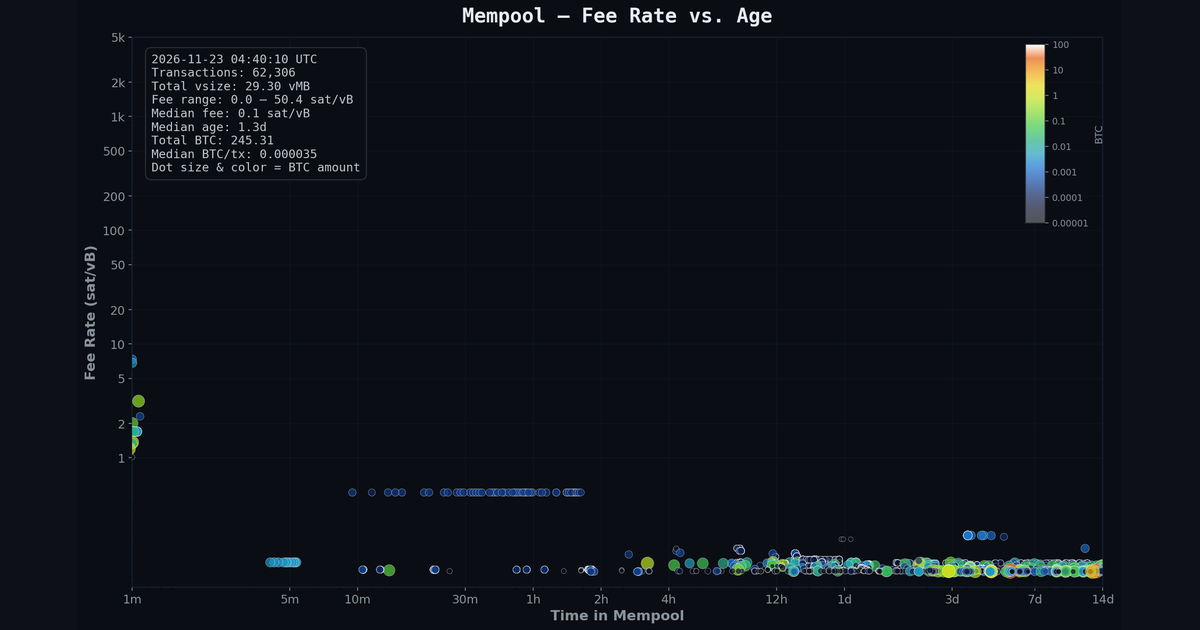 Mempool — Fee Rate vs. Age
2026-11-23 04:40:10 UTC
Transactions: 62,306
Total vsize: 29.30 vMB
Fee range: 0.0 — 50.4 sat/vB
Median fee: 0.1 sat/vB
Median age: 1.3d
Total BTC: 245.31
Median BTC/tx: 0.000035
Dot size & color = BTC amount
100
10
1
0.1
0.01
0.001
0.0001
0.00001
BTC
5k
2k
1k
500
200
100
50
20
10
5
2
1
Fee Rate (sat/vB)
1m
5m
10m
30m
1h
2h
4h
12h
1d
3d
7d
14d
Time in Mempool